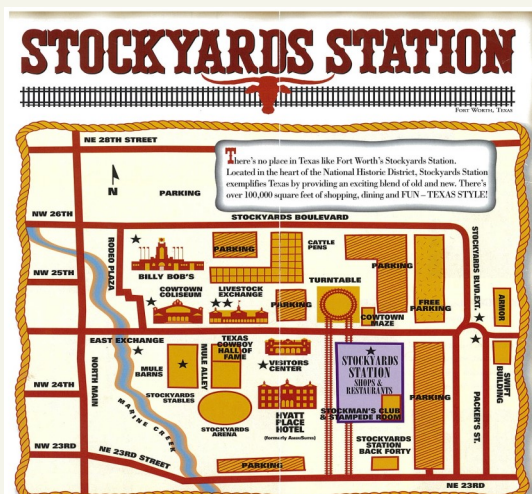 STOCKYARDS STATION
FORT WORTH, TEXAS
NE 28TH STREET
There's no place in Texas like Fort Worth's Stockyards Station.
Located in the heart of the National Historic District, Stockyards Station
exemplifies Texas by providing an exciting blend of old and new. There's
over 100,000 square feet of shopping, dining and FUN – TEXAS STYLE!
N
PARKING
NW 26TH
STOCKYARDS BOULEVARD
RODEO PLAZA
BILLY BOB'S
PARKING
CATTLE
PENS
PARKING
STOCKYARDS BLVD.EXT.
NW 25TH
TURNTABLE
COWTOWN
COLISEUM
LIVESTOCK
EXCHANGE
PARKING
FREE
PARKING
ARMOR
COWTOWN
MAZE
EAST EXCHANGE
TEXAS
COWBOY
HALL OF
FAME
VISITORS
CENTER
MULE
BARNS
MULE ALLEY
STOCKYARDS
STATION
SHOPS &
RESTAURANTS
PARKING
SWIFT
BUILDING
NORTH MAIN
NW 24TH
STOCKYARDS
STABLES
HYATT
PLACE
HOTEL
(formerly AmeriSuites)
STOCKMAN'S CLUB
& STAMPEDE ROOM
PACKER'S ST.
MARINE CREEK
STOCKYARDS
ARENA
STOCKYARDS
STATION
BACK FORTY
NW 23RD
NE 23RD STREET
PARKING
NE 23RD